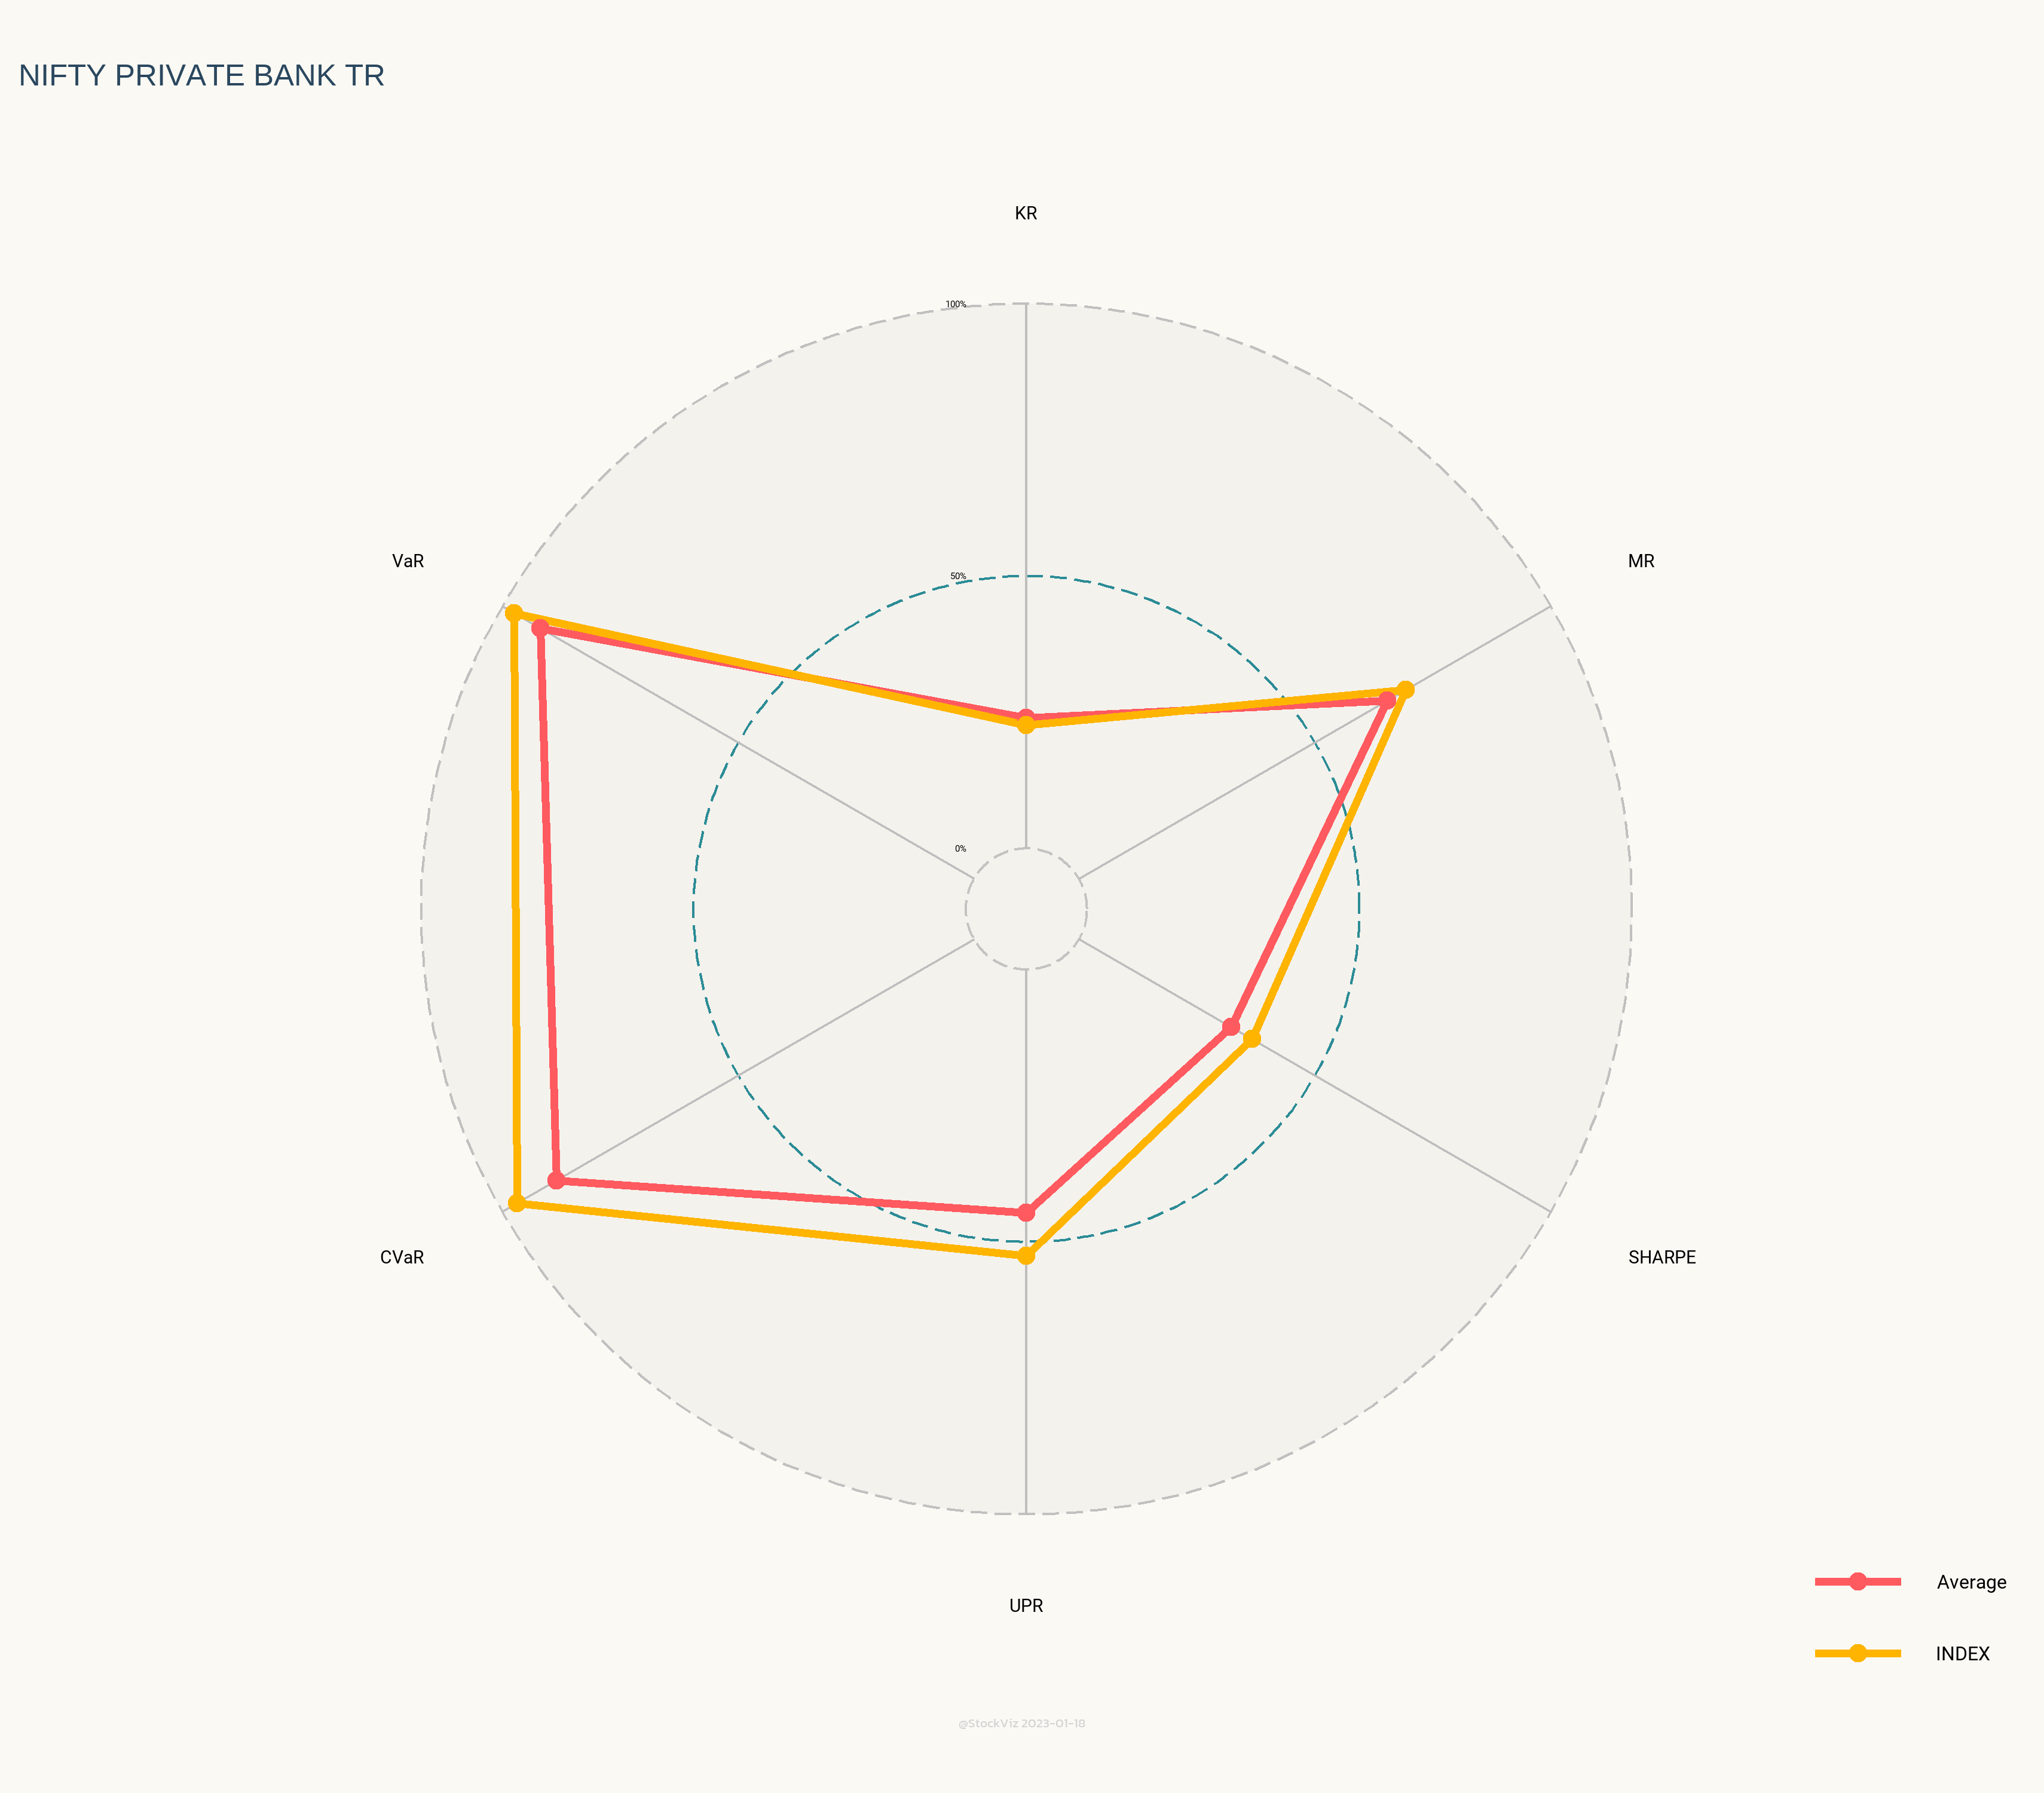 NIFTY PRIVATE BANK TR
KR
100%
VaR
MR
50%
0%
CVaR
SHARPE
UPR
Average
INDEX
@StockViz 2023-01-18